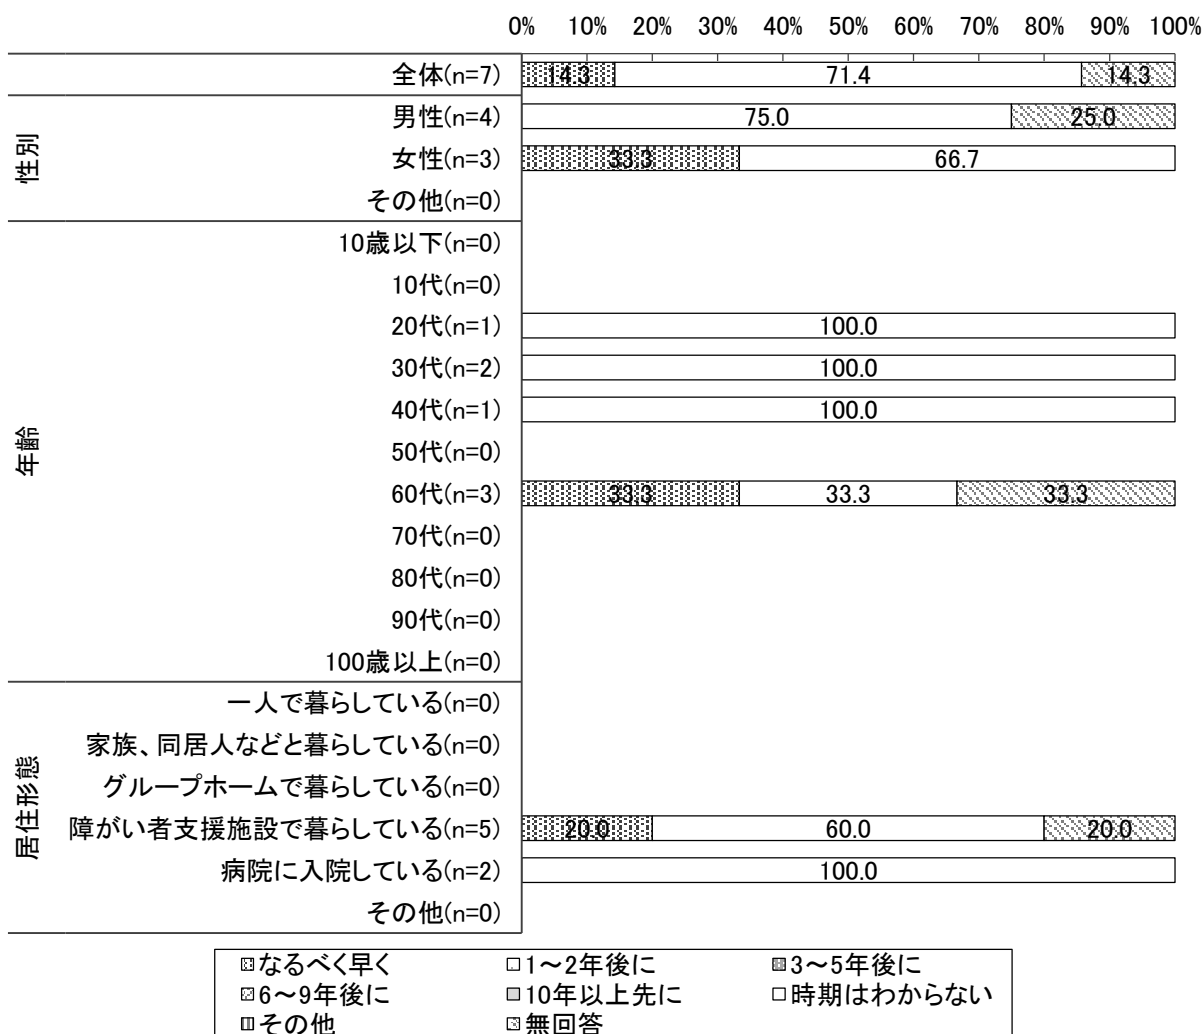 0% 10% 20% 30% 40% 50% 60% 70% 80% 90% 100%
全体(n=7) 14.3 71.4 14.3
性別
男性(n=4) 75.0 25.0
女性(n=3) 33.3 66.7
その他(n=0)
年齢
10歳以下(n=0)
10代(n=0)
20代(n=1) 100.0
30代(n=2) 100.0
40代(n=1) 100.0
50代(n=0)
60代(n=3) 33.3 33.3 33.3
70代(n=0)
80代(n=0)
90代(n=0)
100歳以上(n=0)
居住形態
一人で暮らしている(n=0)
家族、同居人などと暮らしている(n=0)
グループホームで暮らしている(n=0)
障がい者支援施設で暮らしている(n=5) 20.0 60.0 20.0
病院に入院している(n=2) 100.0
その他(n=0)
なるべく早く 1～2年後に 3～5年後に
6～9年後に 10年以上先に 時期はわからない
その他 無回答